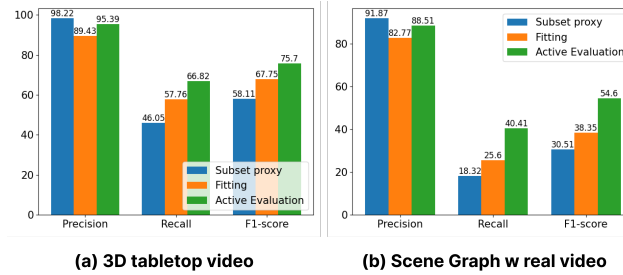 98.22
89.43
95.39
46.05
57.76
66.82
58.11
67.75
75.7
100
80
60
40
20
0
Subset proxy
Fitting
Active Evaluation
Precision Recall F1-score
(a) 3D tabletop video
91.87
82.77
88.51
18.32
25.6
40.41
30.51
38.35
54.6
80
60
40
20
0
Subset proxy
Fitting
Active Evaluation
Precision Recall F1-score
(b) Scene Graph w real video